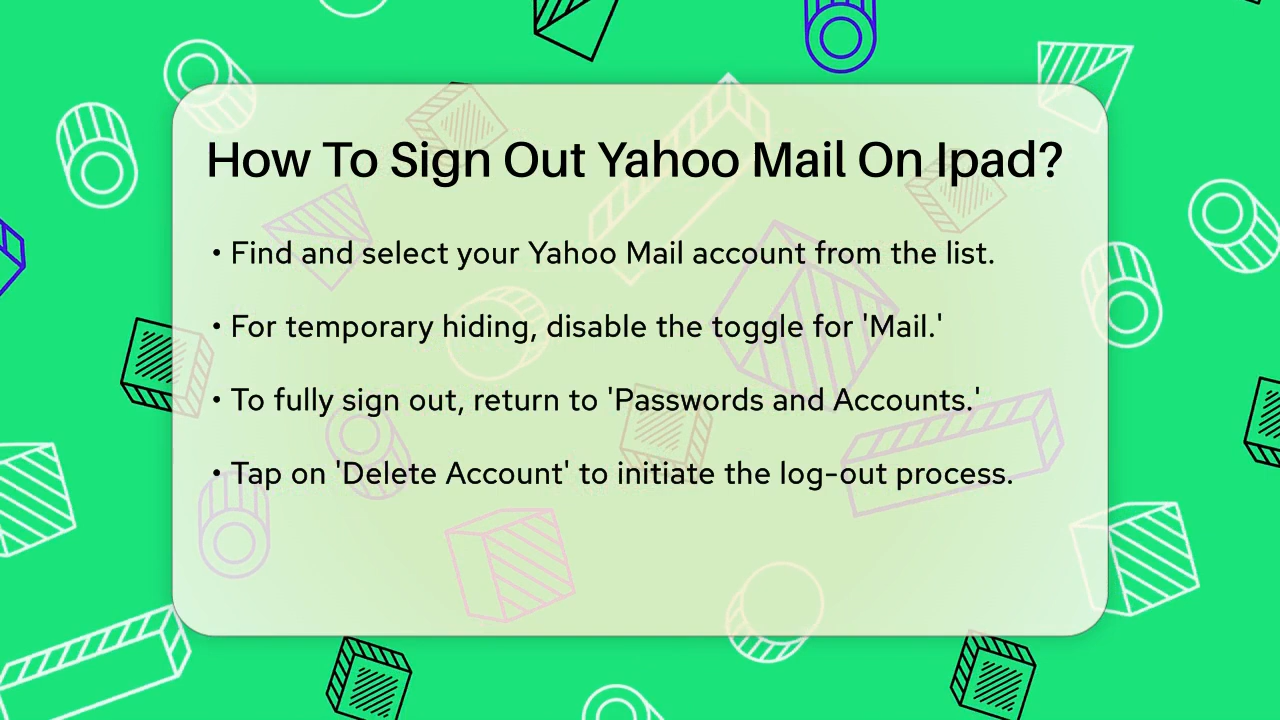 How To Sign Out Yahoo Mail On Ipad?
• Find and select your Yahoo Mail account from the list.
• For temporary hiding, disable the toggle for 'Mail.'
• To fully sign out, return to 'Passwords and Accounts.'
• Tap on 'Delete Account' to initiate the log-out process.